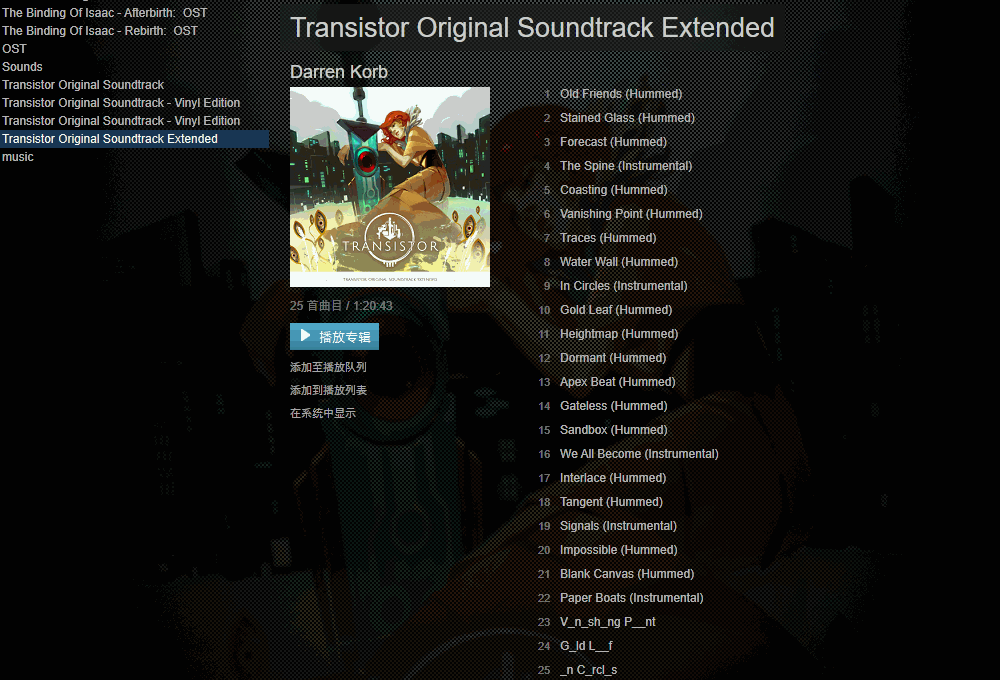 The Binding Of Isaac - Afterbirth: OST
The Binding Of Isaac - Rebirth: OST
OST
Sounds
Transistor Original Soundtrack
Transistor Original Soundtrack - Vinyl Edition
Transistor Original Soundtrack - Vinyl Edition
Transistor Original Soundtrack Extended
music
Transistor Original Soundtrack Extended
Darren Korb
TRANSISTOR
TRANSISTOR ORIGINAL SOUNDTRACK EXTENDED
25 首曲目 / 1:20:43
播放专辑
添加至播放队列
添加到播放列表
在系统中显示
1 Old Friends (Hummed)
2 Stained Glass (Hummed)
3 Forecast (Hummed)
4 The Spine (Instrumental)
5 Coasting (Hummed)
6 Vanishing Point (Hummed)
7 Traces (Hummed)
8 Water Wall (Hummed)
9 In Circles (Instrumental)
10 Gold Leaf (Hummed)
11 Heightmap (Hummed)
12 Dormant (Hummed)
13 Apex Beat (Hummed)
14 Gateless (Hummed)
15 Sandbox (Hummed)
16 We All Become (Instrumental)
17 Interlace (Hummed)
18 Tangent (Hummed)
19 Signals (Instrumental)
20 Impossible (Hummed)
21 Blank Canvas (Hummed)
22 Paper Boats (Instrumental)
23 V_n_sh_ng P__nt
24 G_ld L__f
25 _n C_rcl_s